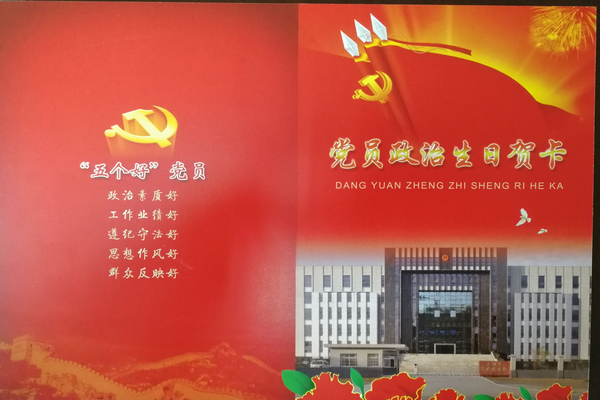 “五个好”党员
政治素质好
工作业绩好
遵纪守法好
思想作风好
群众反映好
党员政治生日贺卡
DANG YUAN ZHENG ZHI SHENG RI HE KA